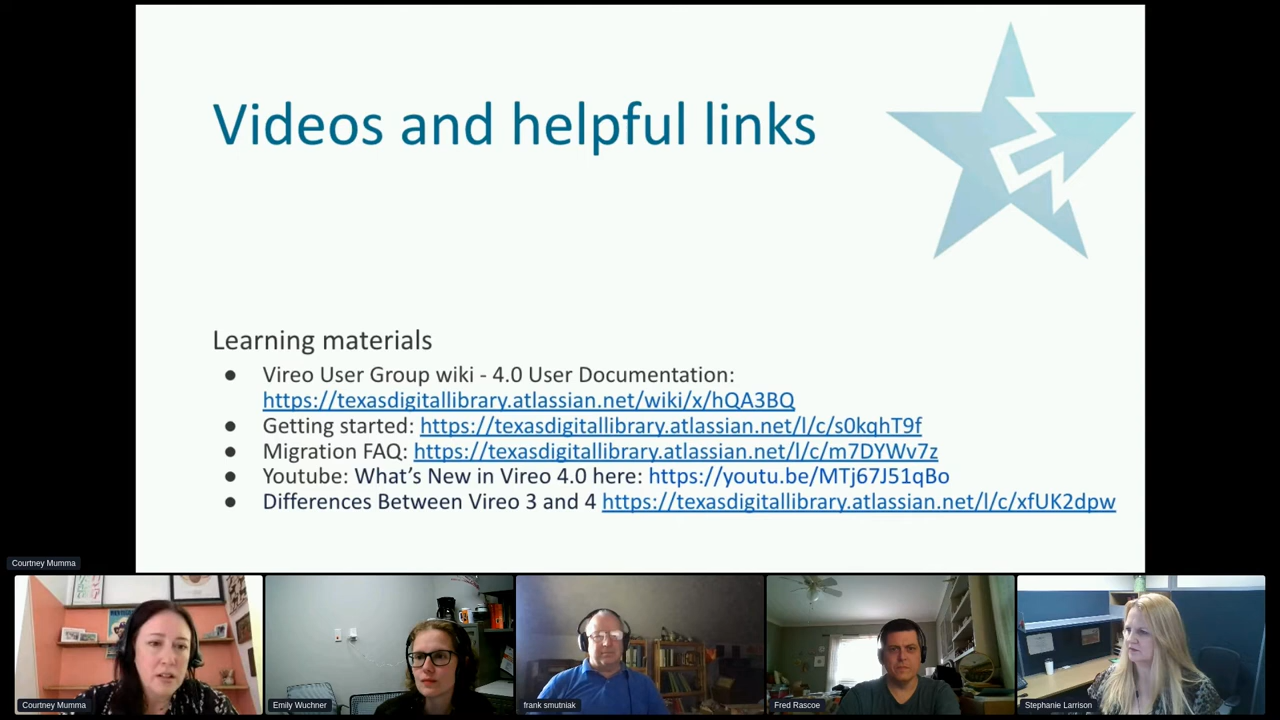 Videos and helpful links
Learning materials
● Vireo User Group wiki - 4.0 User Documentation:
https://texasdigitallibrary.atlassian.net/wiki/x/hQA3BQ
● Getting started: https://texasdigitallibrary.atlassian.net/l/c/s0kqhT9f
● Migration FAQ: https://texasdigitallibrary.atlassian.net/l/c/m7DYWv7z
● Youtube: What’s New in Vireo 4.0 here: https://youtu.be/MTj67J51qBo
● Differences Between Vireo 3 and 4 https://texasdigitallibrary.atlassian.net/l/c/xfUK2dpw
Courtney Mumma
Courtney Mumma
Emily Wuchner
frank smutniak
Fred Rascoe
Stephanie Larrison